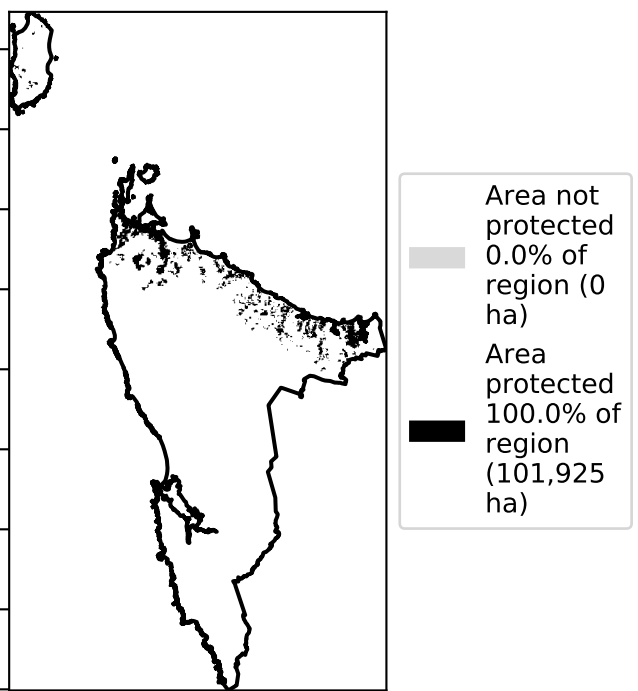 Area not
protected
0.0% of
region (0
ha)
Area
protected
100.0% of
region
(101,925
ha)